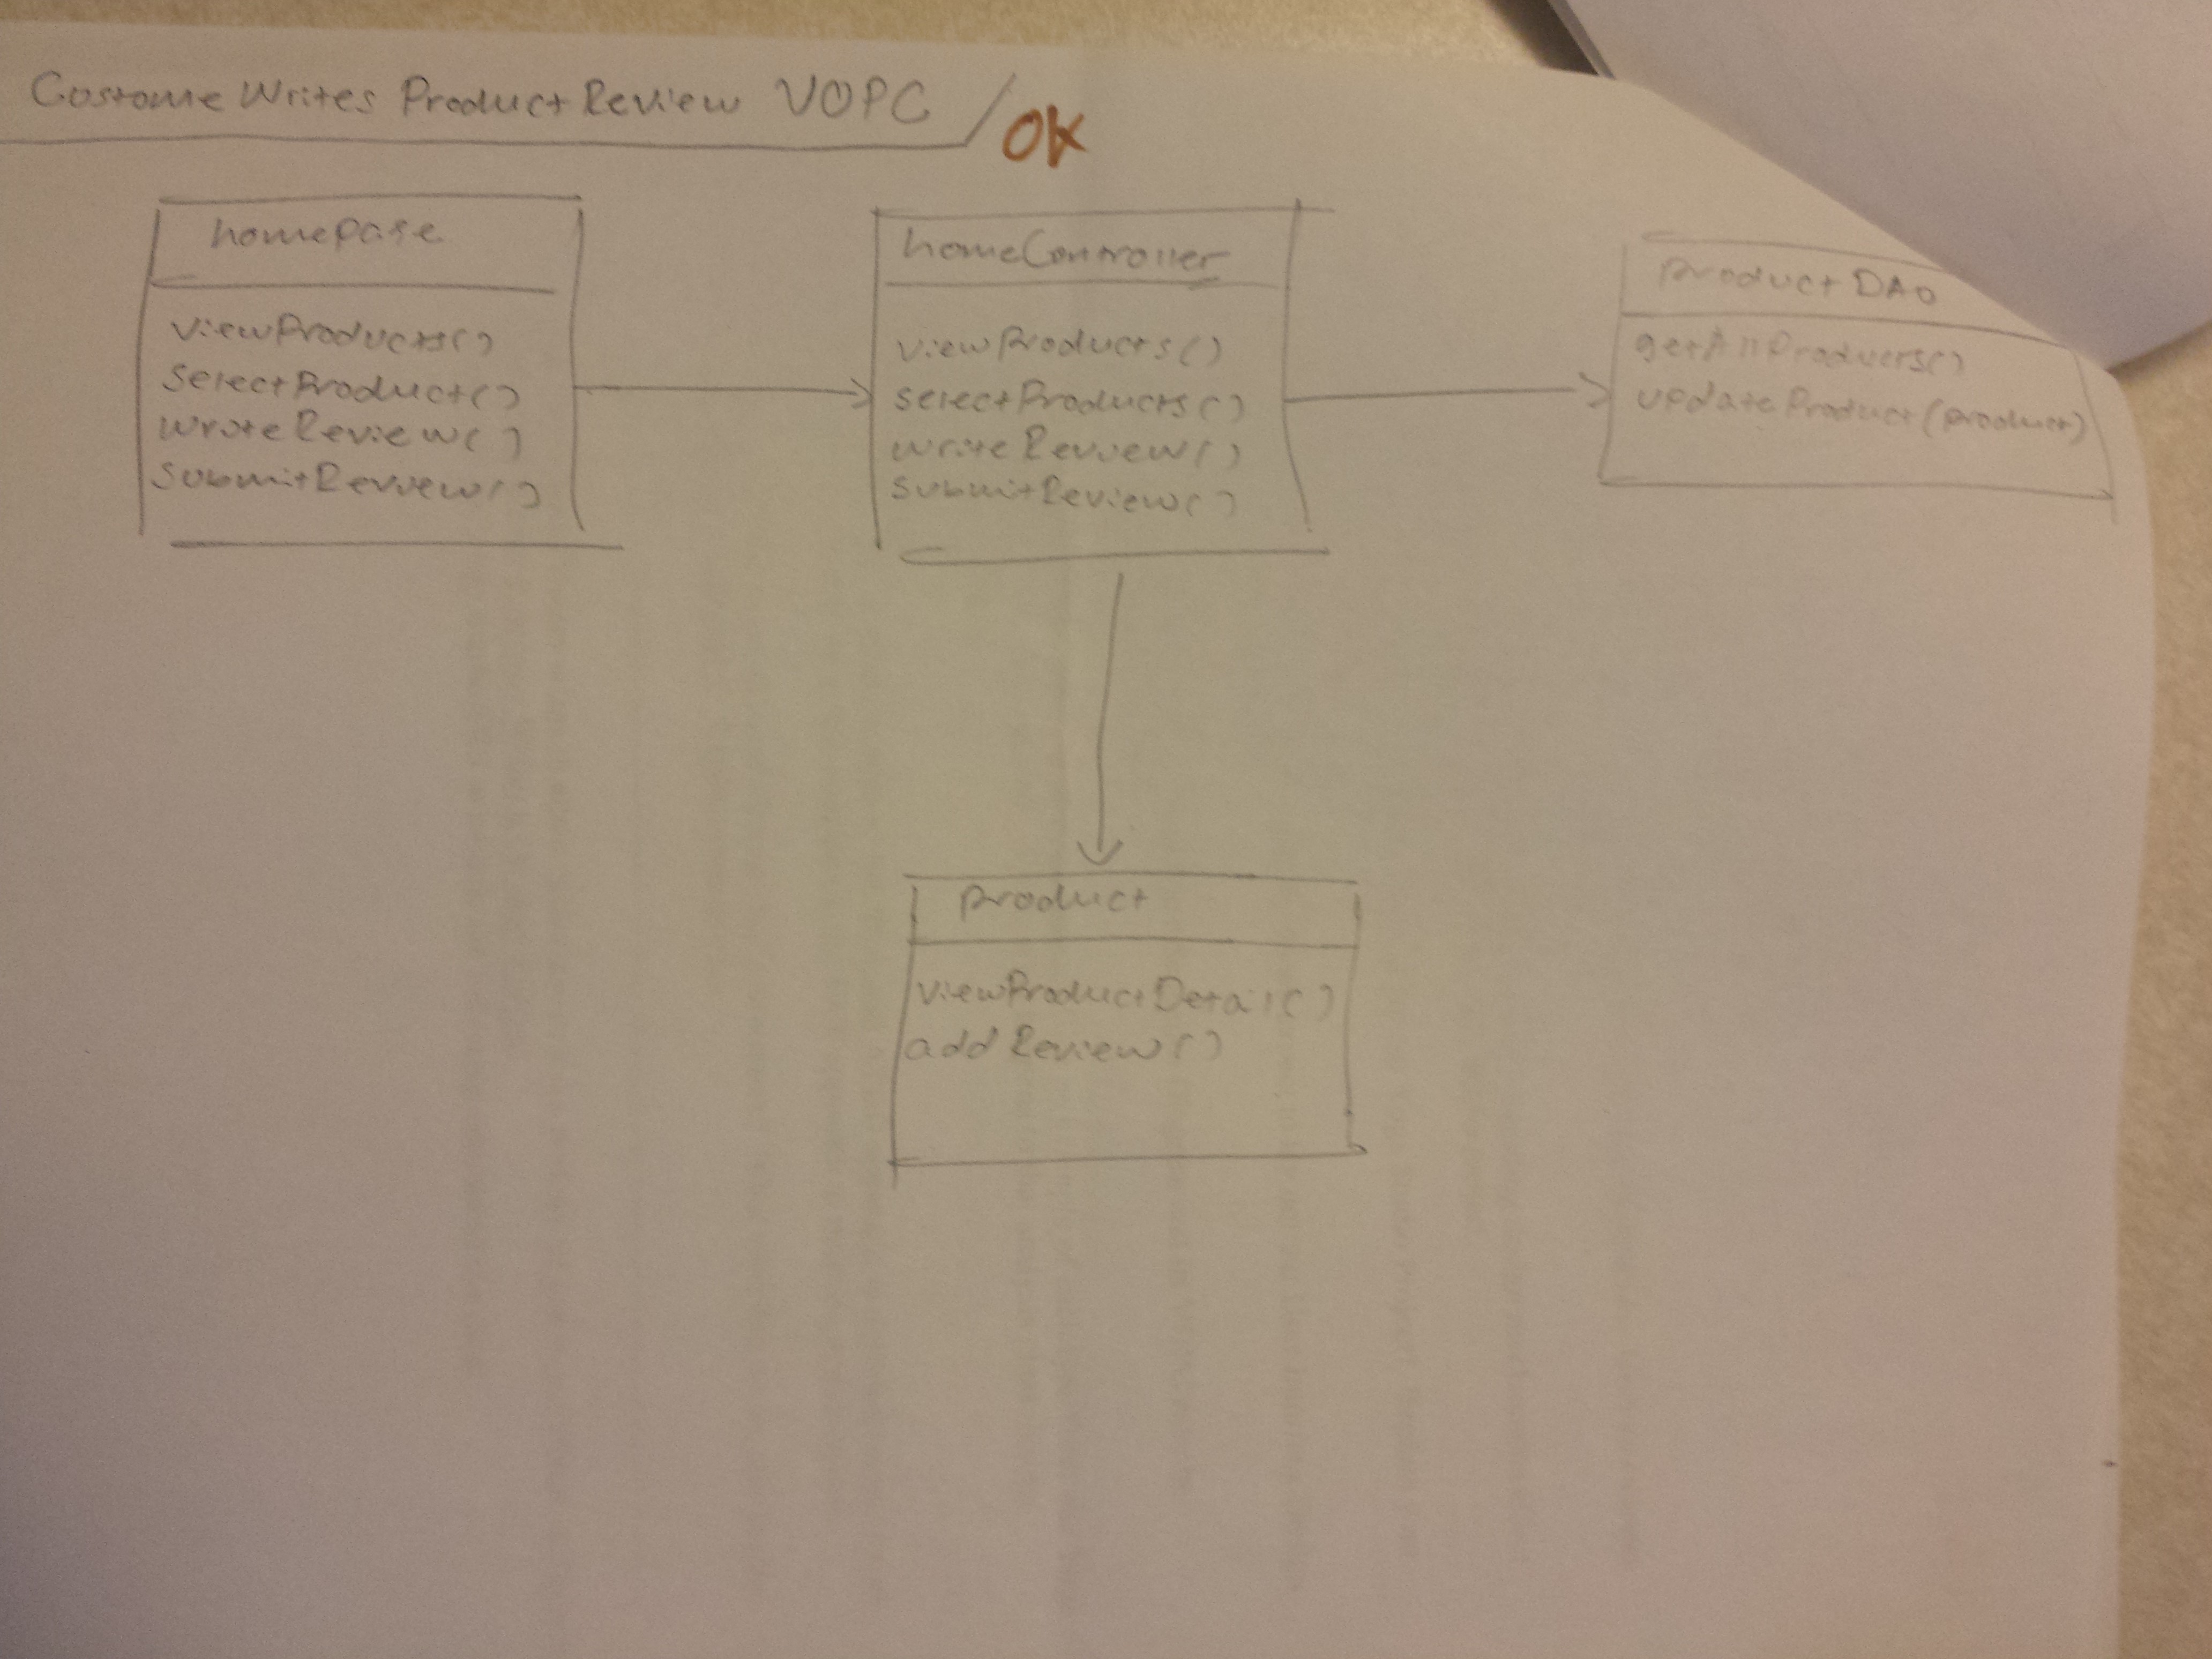 Custome Writes Product Review VOPC
OK
homePage
viewProducts()
selectProduct()
wroteReview()
submitReview()
homeController
viewProducts()
selectProducts()
writeReview()
submitReview()
productDAO
getAllProducts()
updateProduct(product)
product
viewProductDetail()
addReview()